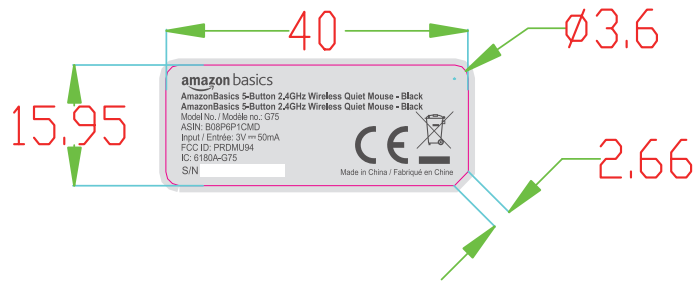 40
Ø3.6
15.95
2.66
amazon basics
AmazonBasics 5-Button 2.4GHz Wireless Quiet Mouse - Black
AmazonBasics 5-Button 2.4GHz Wireless Quiet Mouse - Black
Model No. / Modèle no.: G75
ASIN: B08P6P1CMD
Input / Entrée: 3V ⎓ 50mA
FCC ID: PRDMU94
IC: 6180A-G75
S/N
CE
Made in China / Fabriqué en Chine